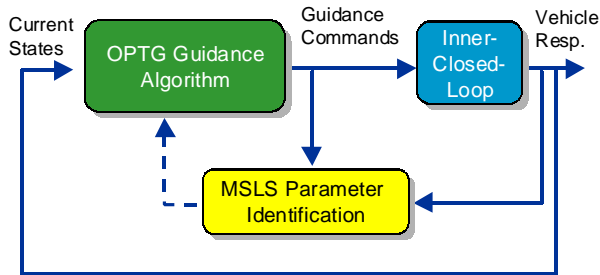 Current
States
OPTG Guidance
Algorithm
Guidance
Commands
Inner-
Closed-
Loop
Vehicle
Resp.
MSLS Parameter
Identification